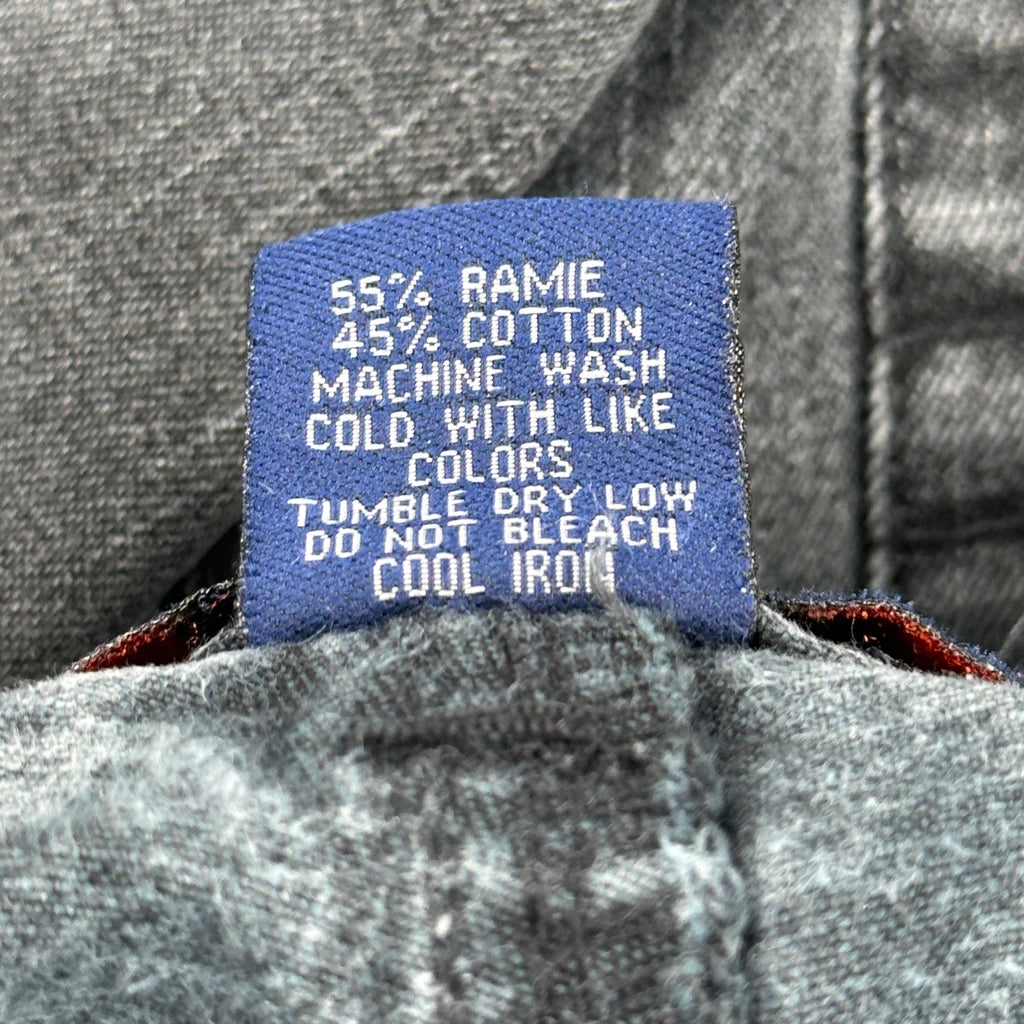 55% RAMIE
45% COTTON
MACHINE WASH
COLD WITH LIKE
COLORS
TUMBLE DRY LOW
DO NOT BLEACH
COOL IRON